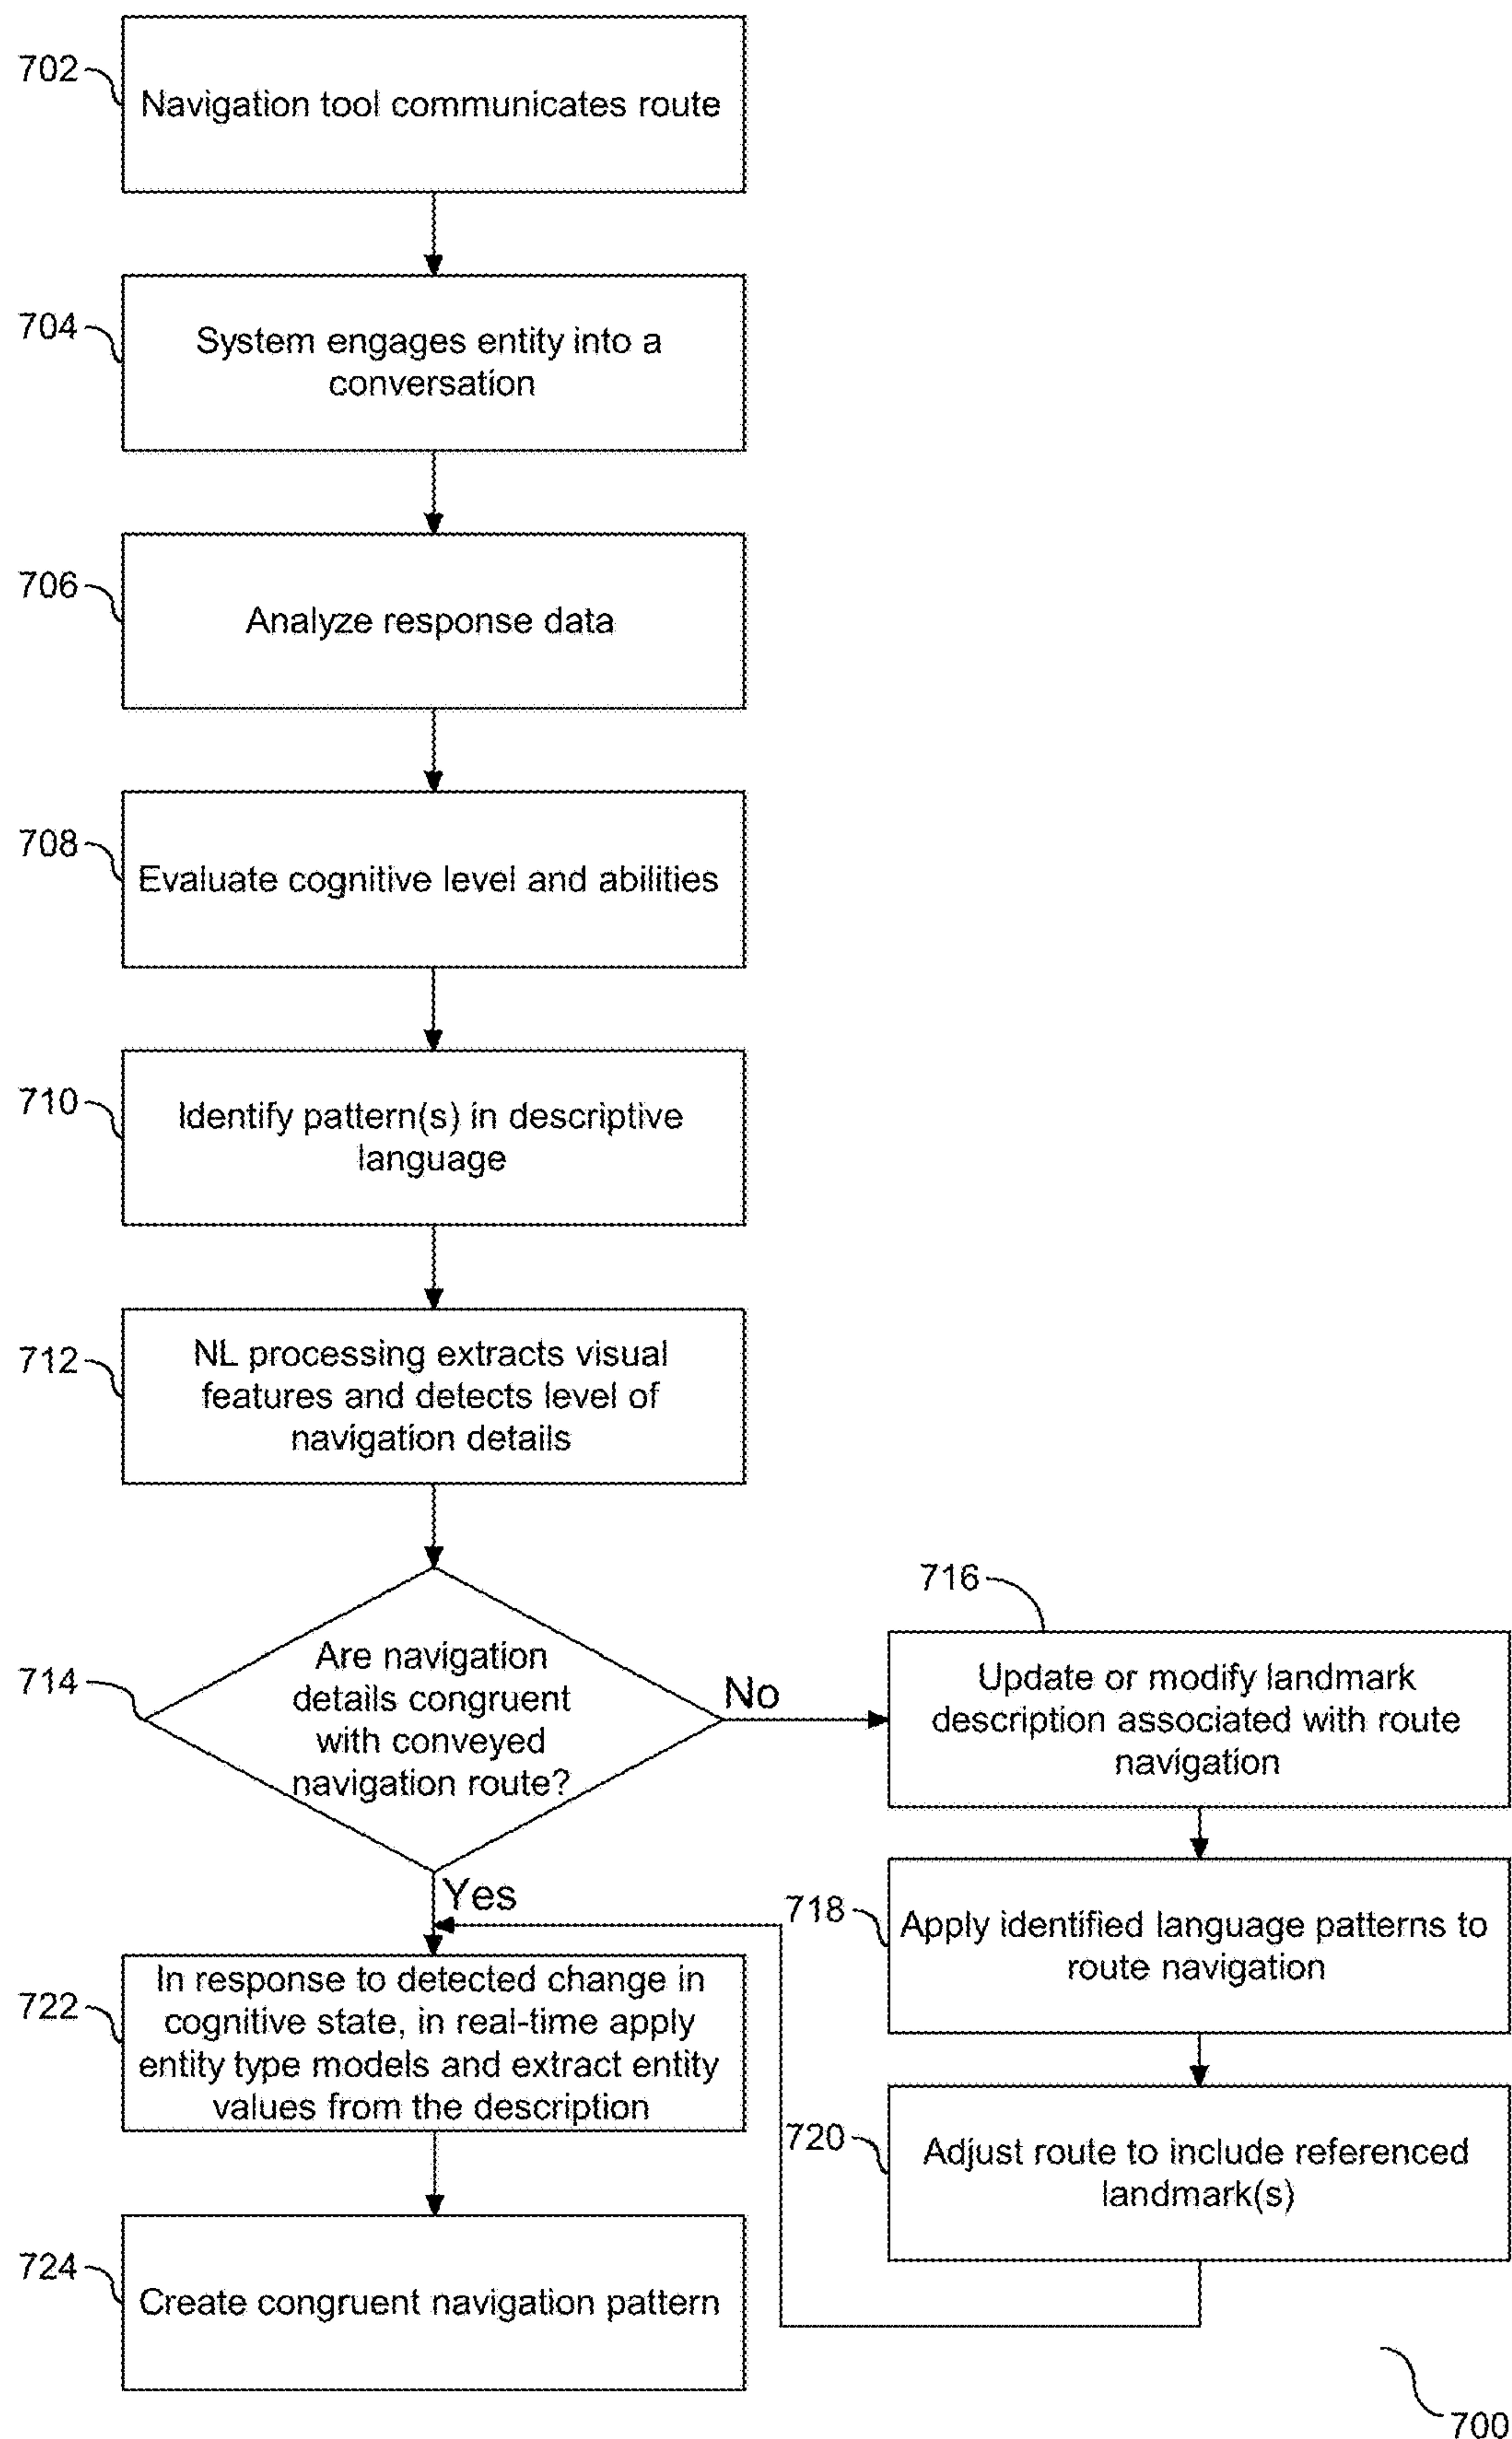 702
Navigation tool communicates route
704
System engages entity into a
conversation
706
Analyze response data
708
Evaluate cognitive level and abilities
710
Identify pattern(s) in descriptive
language
712
NL processing extracts visual
features and detects level of
navigation details
714
Are navigation
details congruent
with conveyed
navigation route?
No
Yes
716
Update or modify landmark
description associated with route
navigation
718
Apply identified language patterns to
route navigation
720
Adjust route to include referenced
landmark(s)
722
In response to detected change in
cognitive state, in real-time apply
entity type models and extract entity
values from the description
724
Create congruent navigation pattern
700